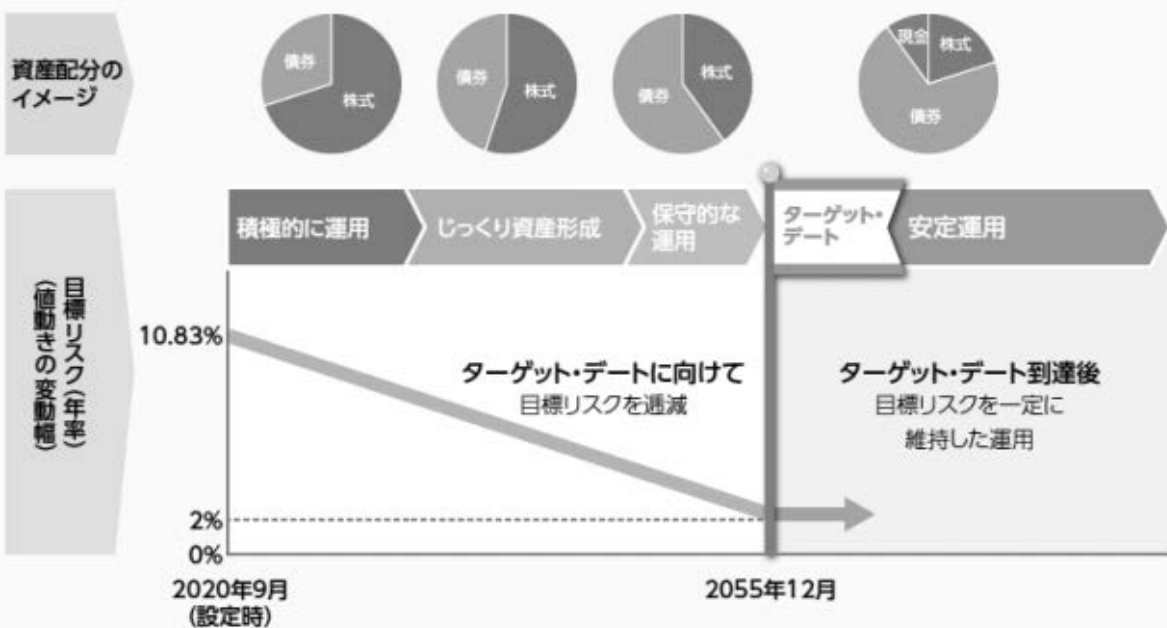 資産配分の
イメージ
債券
株式
債券
株式
債券
株式
現金
株式
債券
目標リスク(年率)
(値動きの変動幅)
積極的に運用
じっくり資産形成
保守的な
運用
ターゲット・
デート
安定運用
10.83%
ターゲット・デートに向けて
目標リスクを逓減
ターゲット・デート到達後
目標リスクを一定に
維持した運用
2%
0%
2020年9月
(設定時)
2055年12月